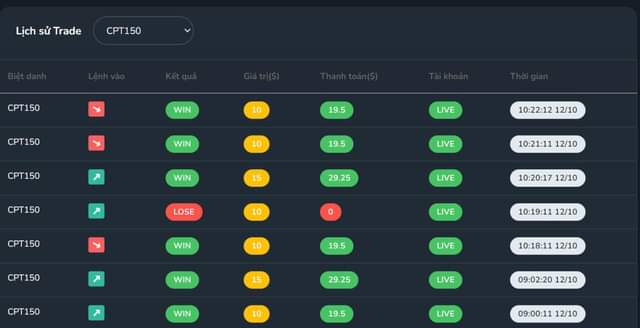 Lịch sử Trade CPT150
Biệt danh Lệnh vào Kết quả Giá trị($) Thanh toán($) Tài khoản Thời gian
CPT150 WIN 10 19.5 LIVE 10:22:12 12/10
CPT150 WIN 10 19.5 LIVE 10:21:11 12/10
CPT150 WIN 15 29.25 LIVE 10:20:17 12/10
CPT150 LOSE 10 0 LIVE 10:19:11 12/10
CPT150 WIN 10 19.5 LIVE 10:18:11 12/10
CPT150 WIN 15 29.25 LIVE 09:02:20 12/10
CPT150 WIN 10 19.5 LIVE 09:00:11 12/10